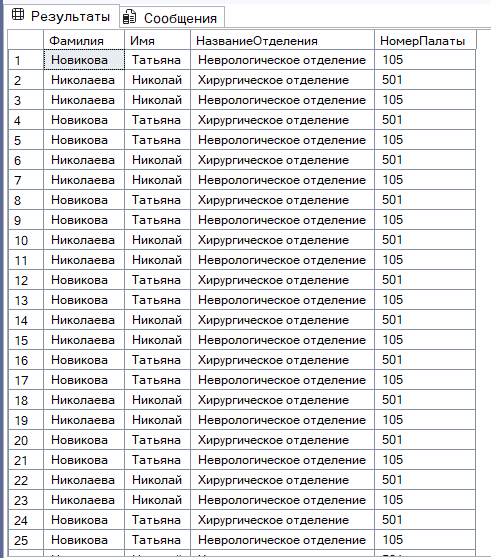 Результаты Сообщения
Фамилия Имя НазваниеОтделения НомерПалаты
1 Новикова Татьяна Неврологическое отделение 105
2 Николаева Николай Хирургическое отделение 501
3 Николаева Николай Неврологическое отделение 105
4 Новикова Татьяна Хирургическое отделение 501
5 Новикова Татьяна Неврологическое отделение 105
6 Николаева Николай Хирургическое отделение 501
7 Николаева Николай Неврологическое отделение 105
8 Новикова Татьяна Хирургическое отделение 501
9 Новикова Татьяна Неврологическое отделение 105
10 Николаева Николай Хирургическое отделение 501
11 Николаева Николай Неврологическое отделение 105
12 Новикова Татьяна Хирургическое отделение 501
13 Новикова Татьяна Неврологическое отделение 105
14 Николаева Николай Хирургическое отделение 501
15 Николаева Николай Неврологическое отделение 105
16 Новикова Татьяна Хирургическое отделение 501
17 Новикова Татьяна Неврологическое отделение 105
18 Николаева Николай Хирургическое отделение 501
19 Николаева Николай Неврологическое отделение 105
20 Новикова Татьяна Хирургическое отделение 501
21 Новикова Татьяна Неврологическое отделение 105
22 Николаева Николай Хирургическое отделение 501
23 Николаева Николай Неврологическое отделение 105
24 Новикова Татьяна Хирургическое отделение 501
25 Новикова Татьяна Неврологическое отделение 105